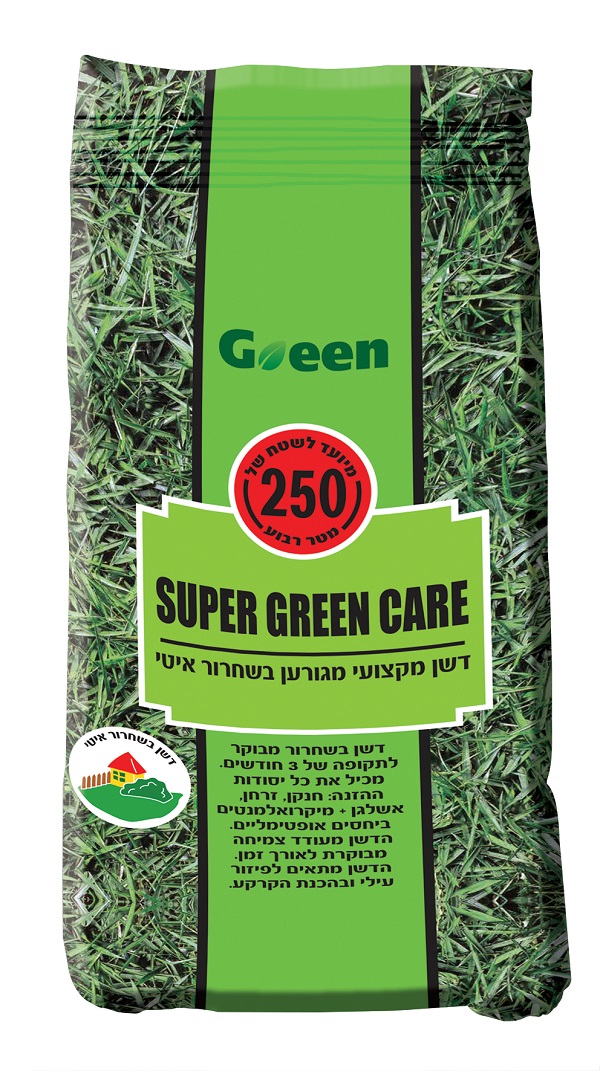 Green
מיועד לשטח של
250
מטר רבוע
SUPER GREEN CARE
דשן מקצועי מגורען בשחרור איטי
דשן בשחרור איטי
דשן בשחרור מבוקר
לתקופה של 3 חודשים.
מכיל את כל יסודות
ההזנה: חנקן, זרחן,
אשלגן + מיקרואלמנטים
ביחסים אופטימליים.
הדשן מעודד צמיחה
מבוקרת לאורך זמן.
הדשן מתאים לפיזור
עילי ובהכנת הקרקע.